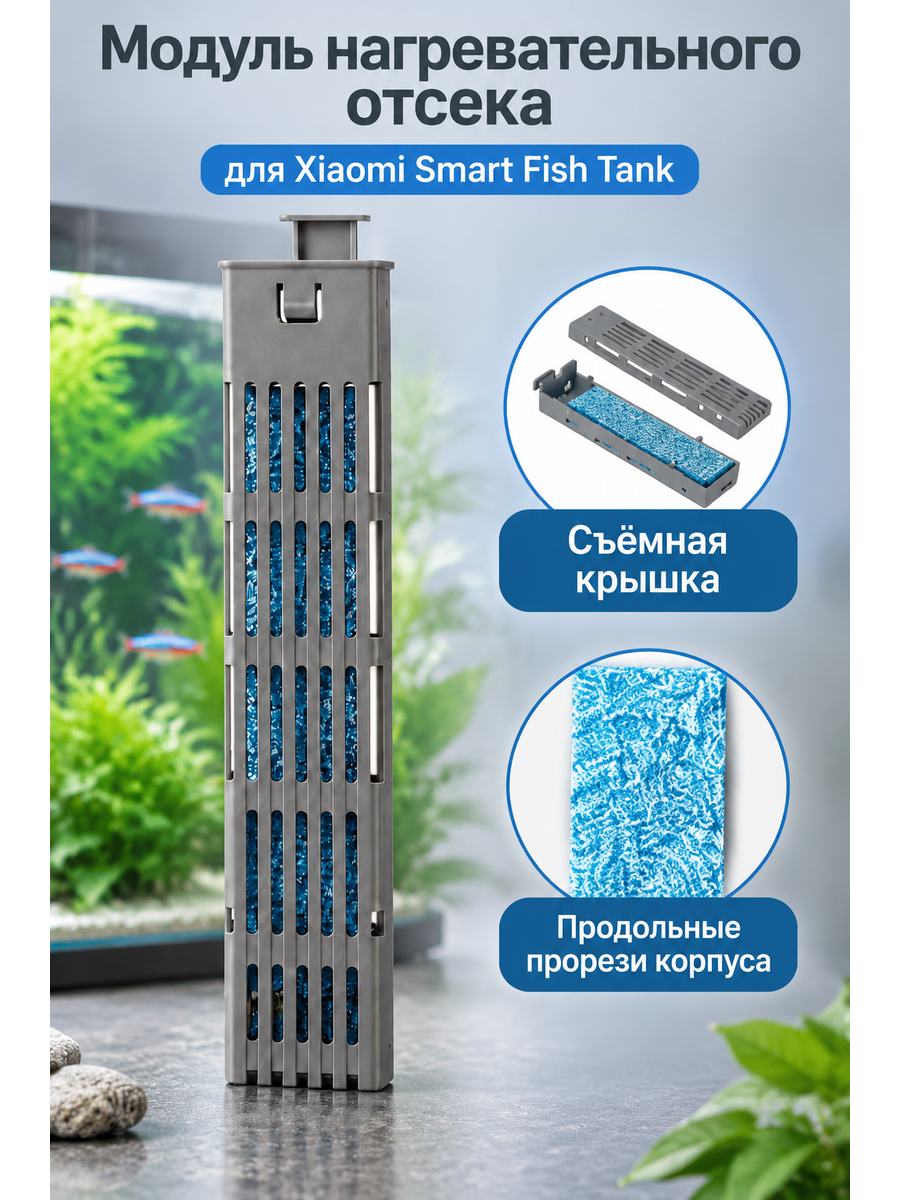 Модуль нагревательного
отсека
для Xiaomi Smart Fish Tank
Съёмная
крышка
Продольные
прорези корпуса